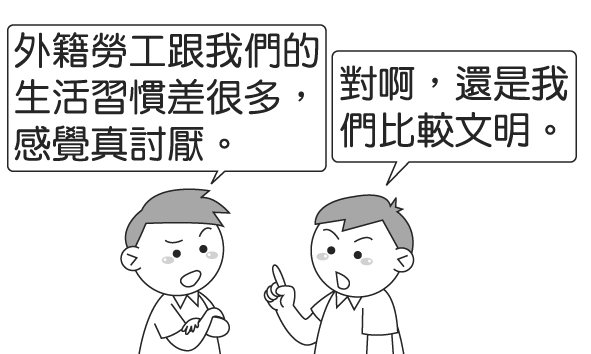 外籍勞工跟我們的
生活習慣差很多，
感覺真討厭。
對啊，還是我
們比較文明。